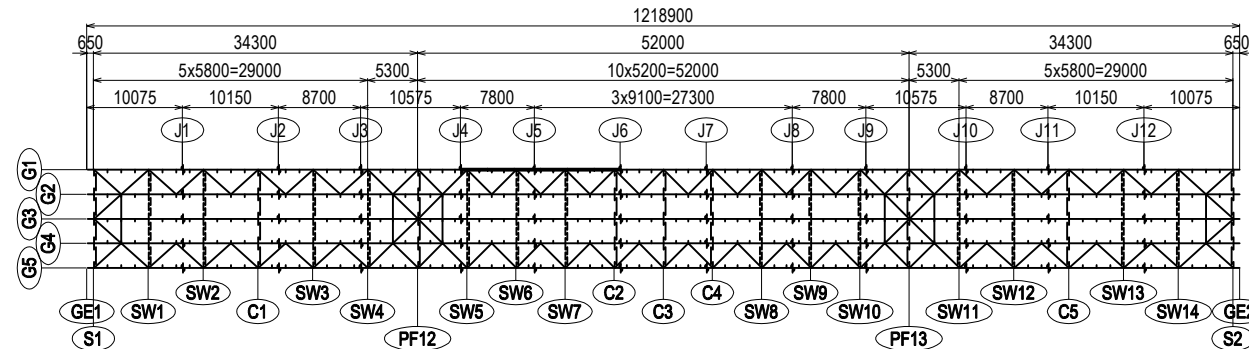 1218900
650 34300 52000 34300 650
5x5800=29000 5300 10x5200=52000 5300 5x5800=29000
10075 10150 8700 10575 7800 3x9100=27300 7800 10575 8700 10150 10075
J1 J2 J3 J4 J5 J6 J7 J8 J9 J10 J11 J12
G1
G2
G3
G4
G5
SW2 SW3 SW6 C2 C4 SW9 SW12 SW13
GE1 SW1 C1 SW4 SW5 SW7 C3 SW8 SW10 SW11 C5 SW14 GE2
S1 PF12 PF13 S2